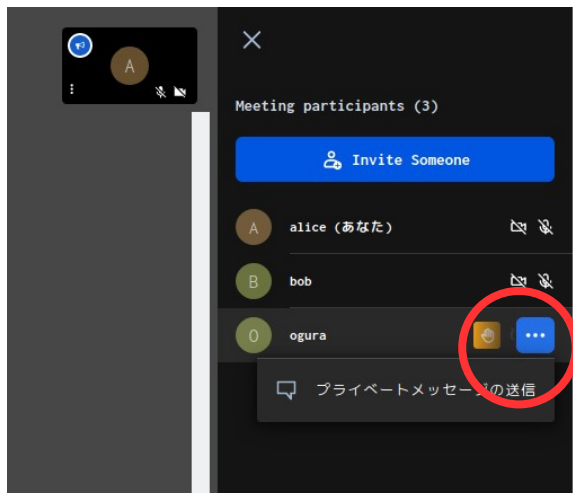 A
Meeting participants (3)
Invite Someone
A alice (あなた)
B bob
O ogura
プライベートメッセージの送信